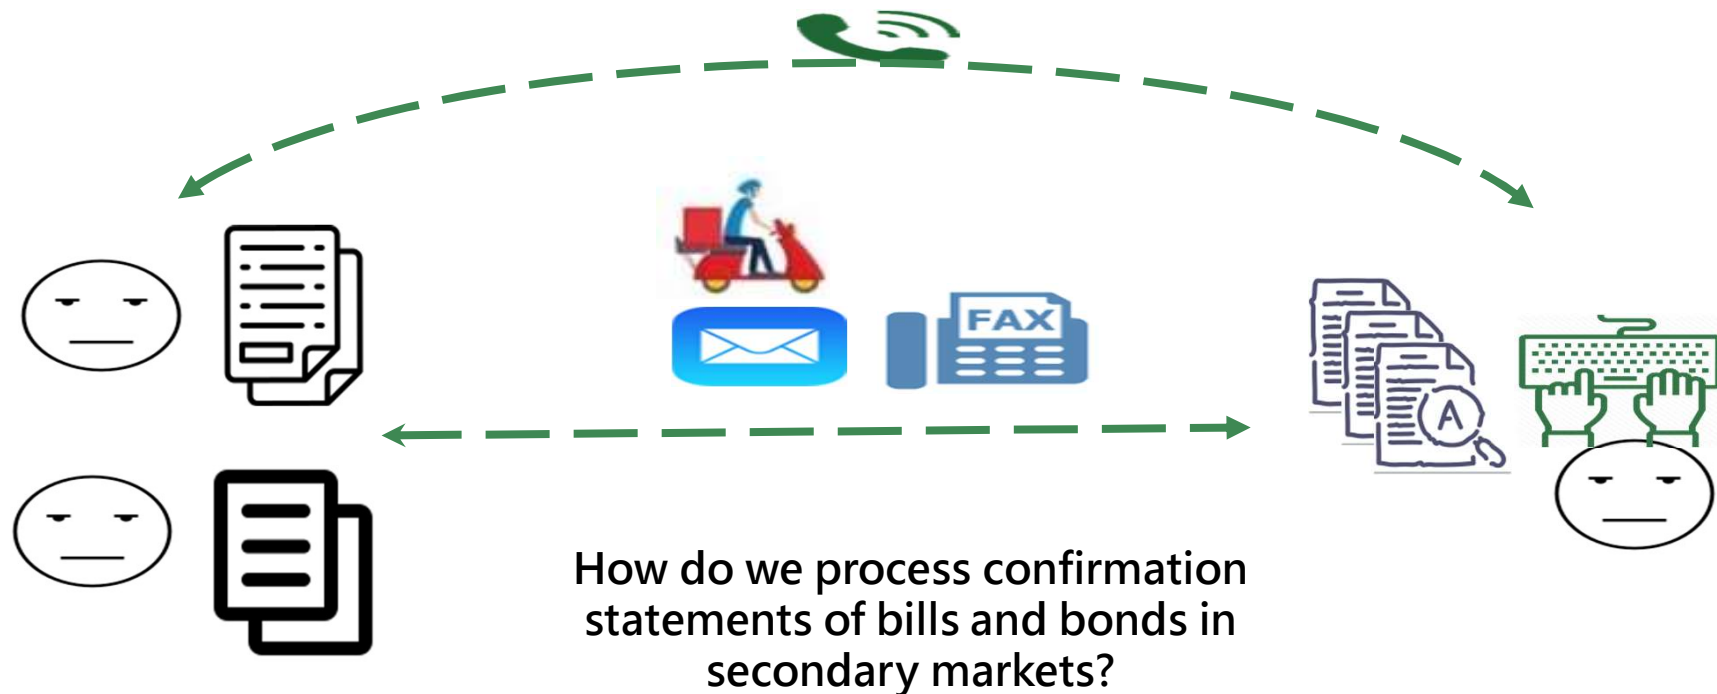 FAX
A
How do we process confirmation
statements of bills and bonds in
secondary markets?